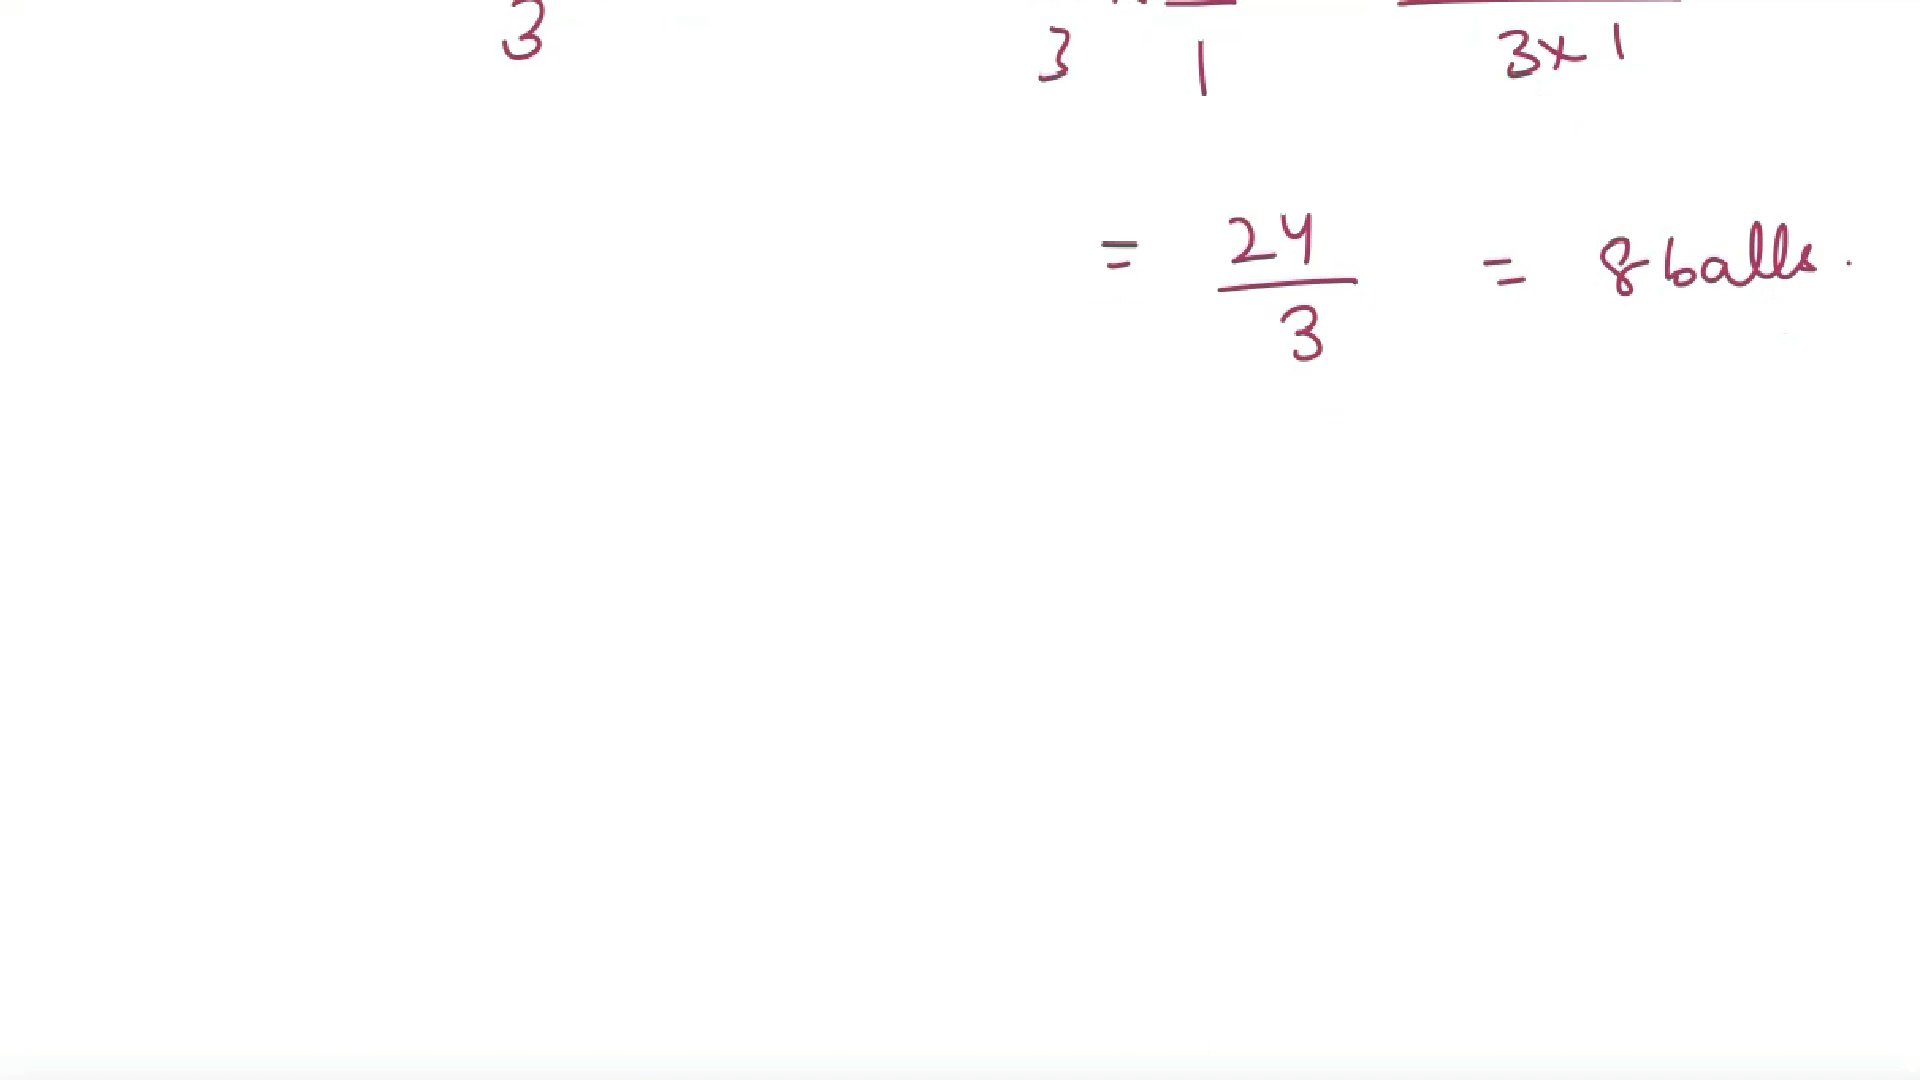 3 3 1 3x1
= 24/3 = 8 balls.